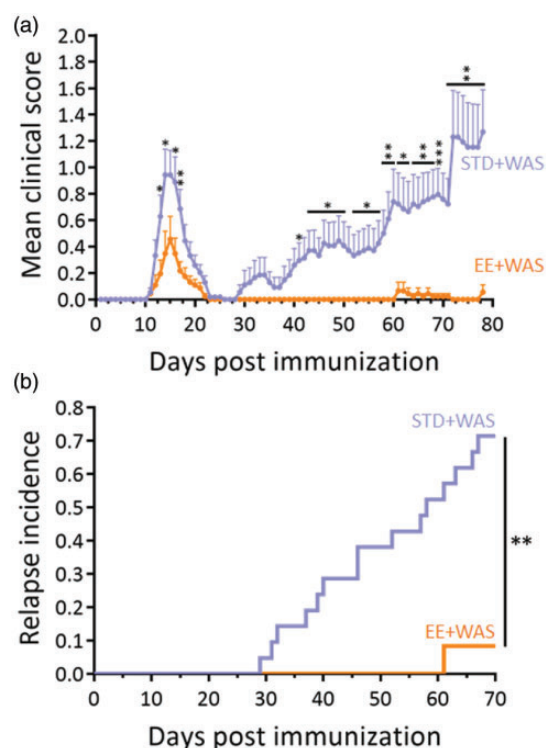 (a)
2.0
1.8
1.6
1.4
1.2
1.0
0.8
0.6
0.4
0.2
0.0
Mean clinical score
* * * ** * * * ** * ** *** **
STD+WAS
EE+WAS
0 10 20 30 40 50 60 70 80
Days post immunization
(b)
0.8
0.7
0.6
0.5
0.4
0.3
0.2
0.1
0.0
Relapse incidence
STD+WAS
**
EE+WAS
0 10 20 30 40 50 60 70
Days post immunization